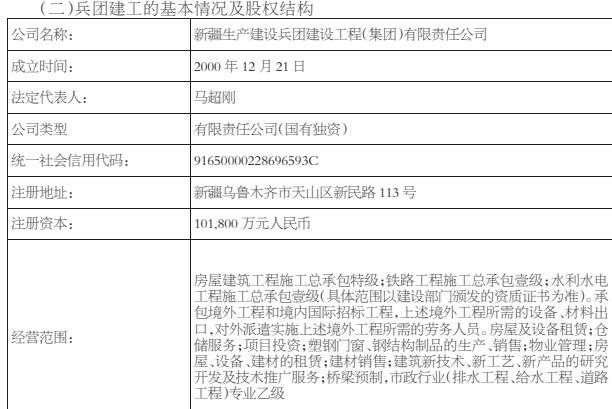 (二)兵团建工的基本情况及股权结构
公司名称: 新疆生产建设兵团建设工程(集团)有限责任公司
成立时间: 2000 年 12 月 21 日
法定代表人: 马超刚
公司类型 有限责任公司(国有独资)
统一社会信用代码: 91650000228696593C
注册地址: 新疆乌鲁木齐市天山区新民路 113 号
注册资本: 101,800 万元人民币
经营范围:
房屋建筑工程施工总承包特级;铁路工程施工总承包壹级;水利水电
工程施工总承包壹级(具体范围以建设部门颁发的资质证书为准)。承
包境外工程和境内国际招标工程,上述境外工程所需的设备、材料出
口,对外派遣实施上述境外工程所需的劳务人员。房屋及设备租赁;仓
储服务;项目投资;塑钢门窗、钢结构制品的生产、销售;物业管理;房
屋、设备、建材的租赁;建材销售;建筑新技术、新工艺、新产品的研究
开发及技术推广服务;桥梁预制,市政行业(排水工程、给水工程、道路
工程)专业乙级